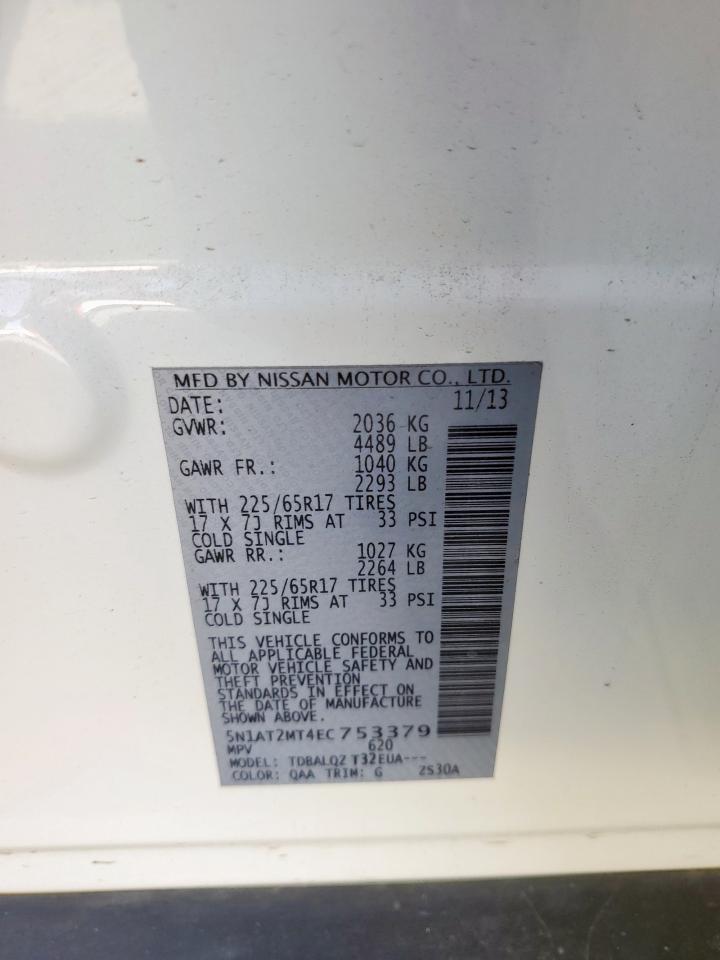 MFD BY NISSAN MOTOR CO., LTD.
DATE: 11/13
GVWR: 2036 KG
4489 LB
GAWR FR.: 1040 KG
2293 LB
WITH 225/65R17 TIRES
17 X 7J RIMS AT 33 PSI
COLD SINGLE
GAWR RR.: 1027 KG
2264 LB
WITH 225/65R17 TIRES
17 X 7J RIMS AT 33 PSI
COLD SINGLE
THIS VEHICLE CONFORMS TO
ALL APPLICABLE FEDERAL
MOTOR VEHICLE SAFETY AND
THEFT PREVENTION
STANDARDS IN EFFECT ON
THE DATE OF MANUFACTURE
SHOWN ABOVE.
5N1AT2MT4EC753379
MPV 620
MODEL: TDBALQZ T32EUA---
COLOR: QAA TRIM: G ZS30A